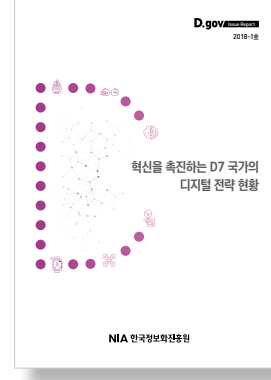 D.gov Issue Report
2018-1호
혁신을 촉진하는 D7 국가의
디지털 전략 현황
NIA 한국정보화진흥원